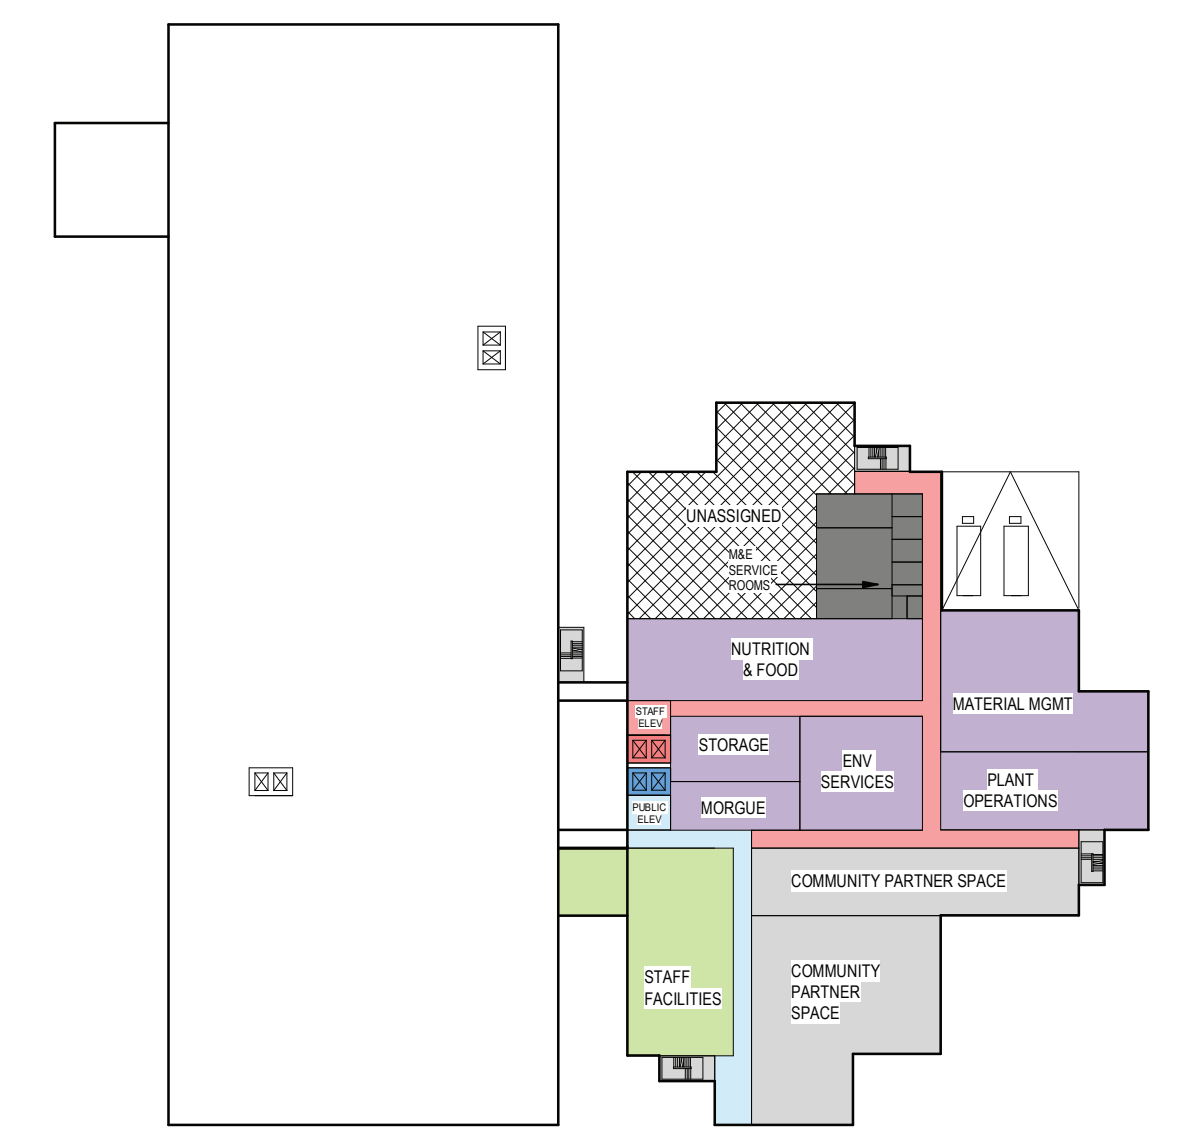 UNASSIGNED
M&E
SERVICE
ROOMS
NUTRITION
& FOOD
STAFF
ELEV
MATERIAL MGMT
STORAGE
ENV
SERVICES
PLANT
OPERATIONS
MORGUE
PUBLIC
ELEV
COMMUNITY PARTNER SPACE
STAFF
FACILITIES
COMMUNITY
PARTNER
SPACE